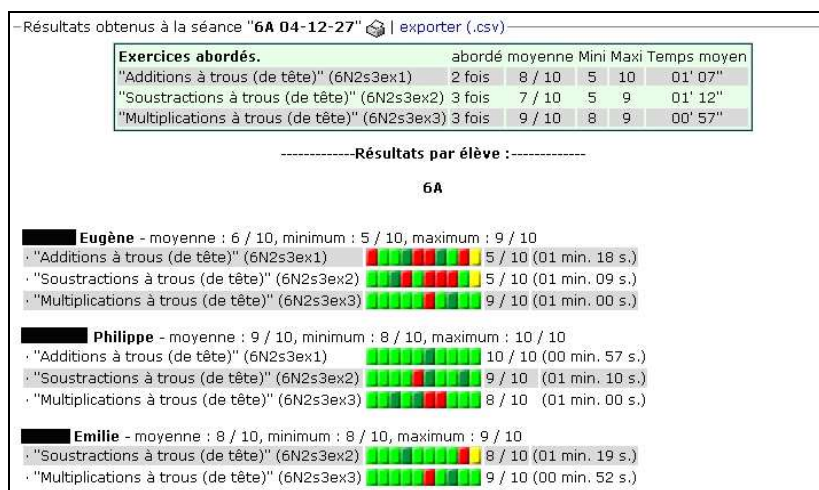 Résultats obtenus à la séance "6A 04-12-27" | exporter (.csv)
Exercices abordés. abordé moyenne Mini Maxi Temps moyen
"Additions à trous (de tête)" (6N2s3ex1) 2 fois 8 / 10 5 10 01' 07"
"Soustractions à trous (de tête)" (6N2s3ex2) 3 fois 7 / 10 5 9 01' 12"
"Multiplications à trous (de tête)" (6N2s3ex3) 3 fois 9 / 10 8 9 00' 57"
-------------Résultats par élève :-------------
6A
Eugène - moyenne : 6 / 10, minimum : 5 / 10, maximum : 9 / 10
· "Additions à trous (de tête)" (6N2s3ex1) 5 / 10 (01 min. 18 s.)
· "Soustractions à trous (de tête)" (6N2s3ex2) 5 / 10 (01 min. 09 s.)
· "Multiplications à trous (de tête)" (6N2s3ex3) 9 / 10 (01 min. 00 s.)
Philippe - moyenne : 9 / 10, minimum : 8 / 10, maximum : 10 / 10
· "Additions à trous (de tête)" (6N2s3ex1) 10 / 10 (00 min. 57 s.)
· "Soustractions à trous (de tête)" (6N2s3ex2) 9 / 10 (01 min. 10 s.)
· "Multiplications à trous (de tête)" (6N2s3ex3) 8 / 10 (01 min. 00 s.)
Emilie - moyenne : 8 / 10, minimum : 8 / 10, maximum : 9 / 10
· "Soustractions à trous (de tête)" (6N2s3ex2) 8 / 10 (01 min. 19 s.)
· "Multiplications à trous (de tête)" (6N2s3ex3) 9 / 10 (00 min. 52 s.)